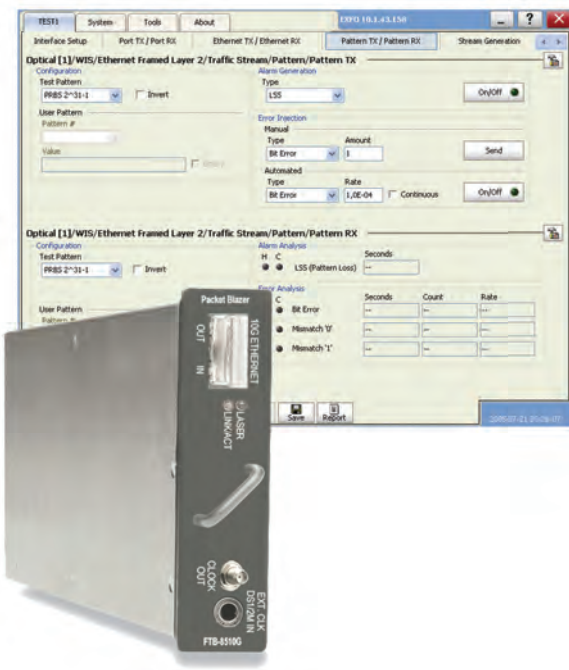 TEST1 System Tools About EXFO 10.1.43.150 _ ? X
Interface Setup Port TX / Port RX Ethernet TX / Ethernet RX Pattern TX / Pattern RX Stream Generation
Optical [1]/WIS/Ethernet Framed Layer 2/Traffic Stream/Pattern/Pattern TX
Configuration Alarm Generation
Test Pattern Type
PRBS 2^31-1 Invert LSS On/Off
User Pattern Error Injection
Pattern # Manual
Type Amount
Value Bit Error 1 Send
Automated
Type Rate
Bit Error 1,0E-04 Continuous On/Off
Optical [1]/WIS/Ethernet Framed Layer 2/Traffic Stream/Pattern/Pattern RX
Configuration Alarm Analysis
Test Pattern H C Seconds
PRBS 2^31-1 Invert LSS (Pattern Loss) --
Error Analysis
User Pattern C Seconds Count Rate
Pattern # Bit Error -- -- --
Mismatch '0' -- -- --
Mismatch '1' -- -- --
Save Report
Packet Blazer
10G ETHERNET
OUT IN
LASER
LINK/ACT
CLOCK
OUT
EXT. CLK
DS1/2M IN
FTB-8510G